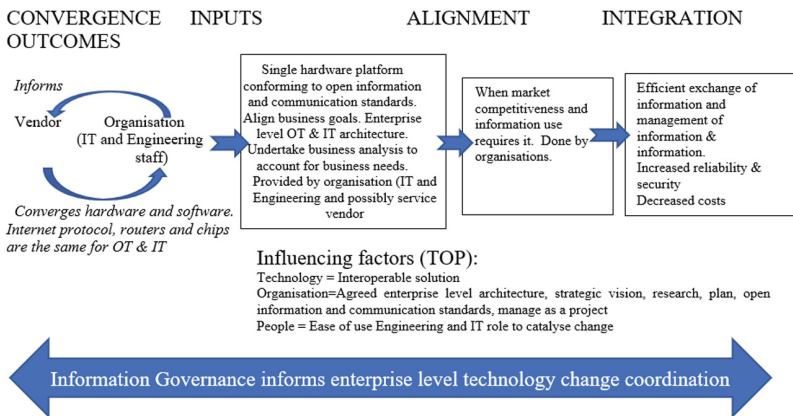 CONVERGENCE INPUTS ALIGNMENT INTEGRATION
OUTCOMES
Informs
Vendor Organisation
(IT and Engineering
staff)
Converges hardware and software.
Internet protocol, routers and chips
are the same for OT & IT
Single hardware platform
conforming to open information
and communication standards.
Align business goals. Enterprise
level OT & IT architecture.
Undertake business analysis to
account for business needs.
Provided by organisation (IT and
Engineering and possibly service
vendor
When market
competitiveness and
information use
requires it. Done by
organisations.
Efficient exchange of
information and
management of
information &
information.
Increased reliability &
security
Decreased costs
Influencing factors (TOP):
Technology = Interoperable solution
Organisation=Agreed enterprise level architecture, strategic vision, research, plan, open
information and communication standards, manage as a project
People = Ease of use Engineering and IT role to catalyse change
Information Governance informs enterprise level technology change coordination